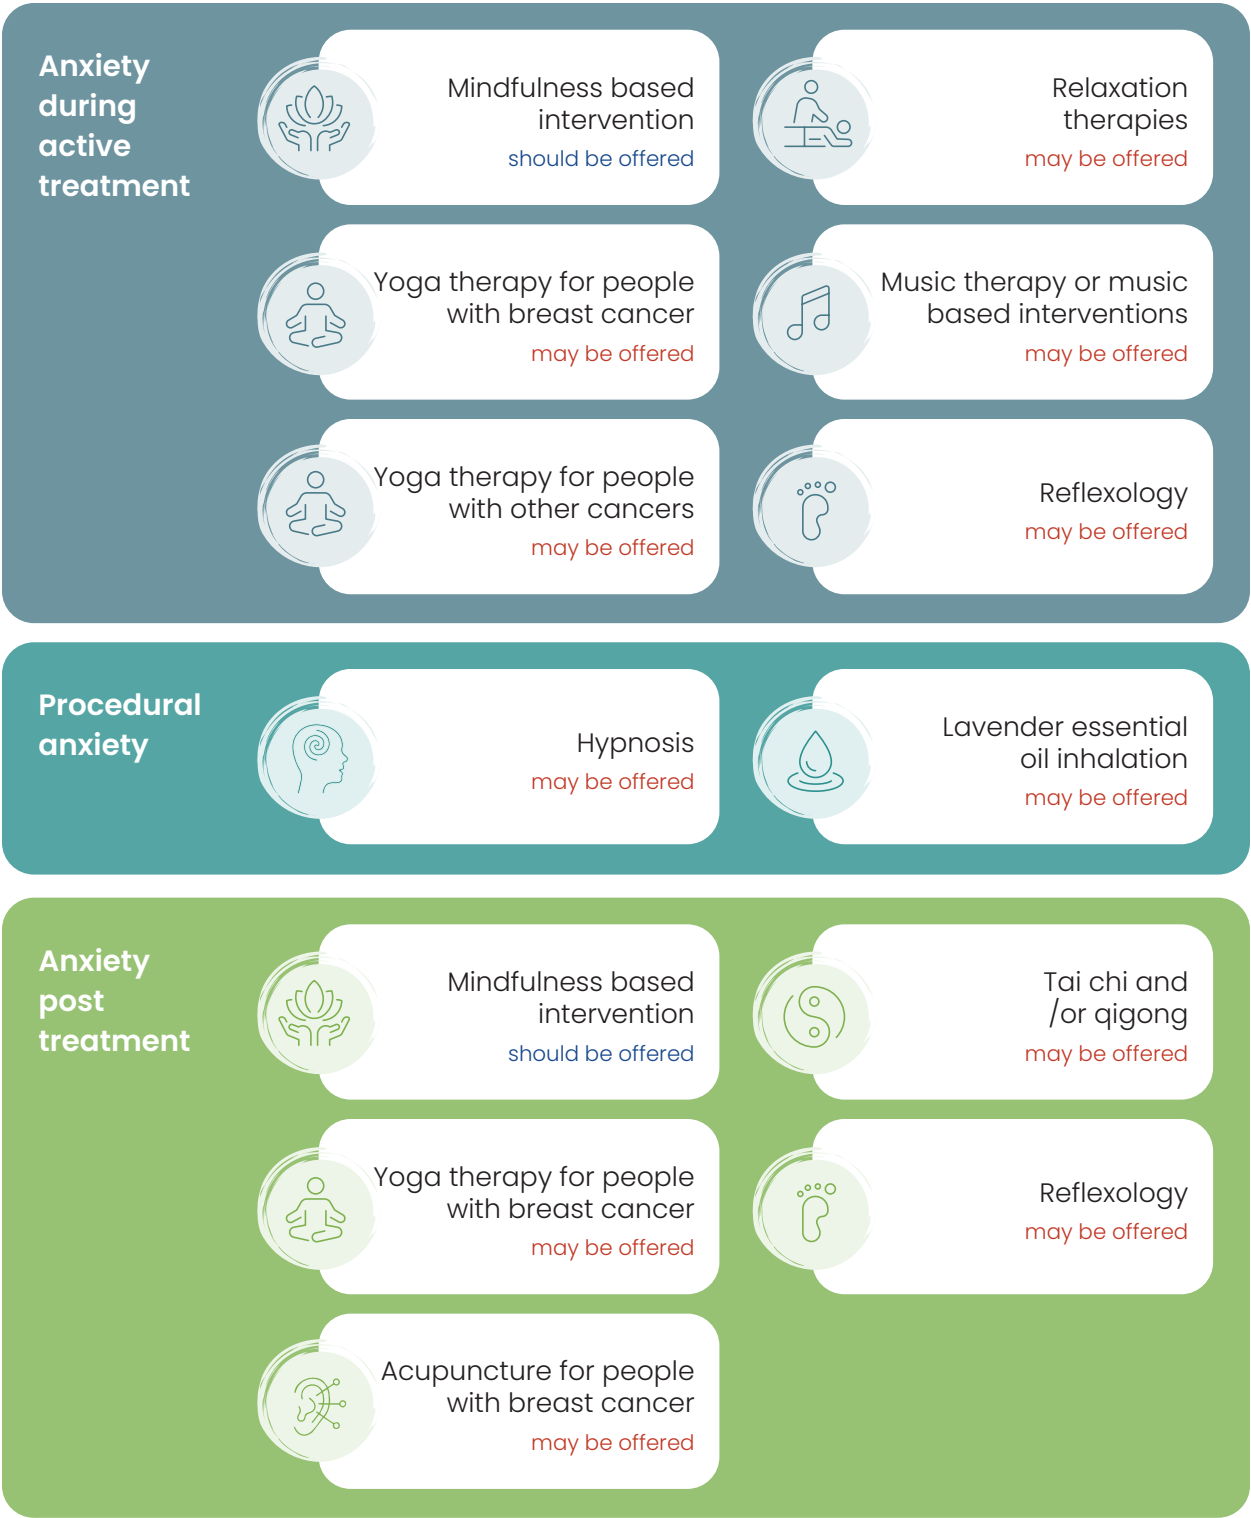 Anxiety
during
active
treatment
Mindfulness based
intervention
should be offered
Relaxation
therapies
may be offered
Yoga therapy for people
with breast cancer
may be offered
Music therapy or music
based interventions
may be offered
Yoga therapy for people
with other cancers
may be offered
Reflexology
may be offered
Procedural
anxiety
Hypnosis
may be offered
Lavender essential
oil inhalation
may be offered
Anxiety
post
treatment
Mindfulness based
intervention
should be offered
Tai chi and
/or qigong
may be offered
Yoga therapy for people
with breast cancer
may be offered
Reflexology
may be offered
Acupuncture for people
with breast cancer
may be offered